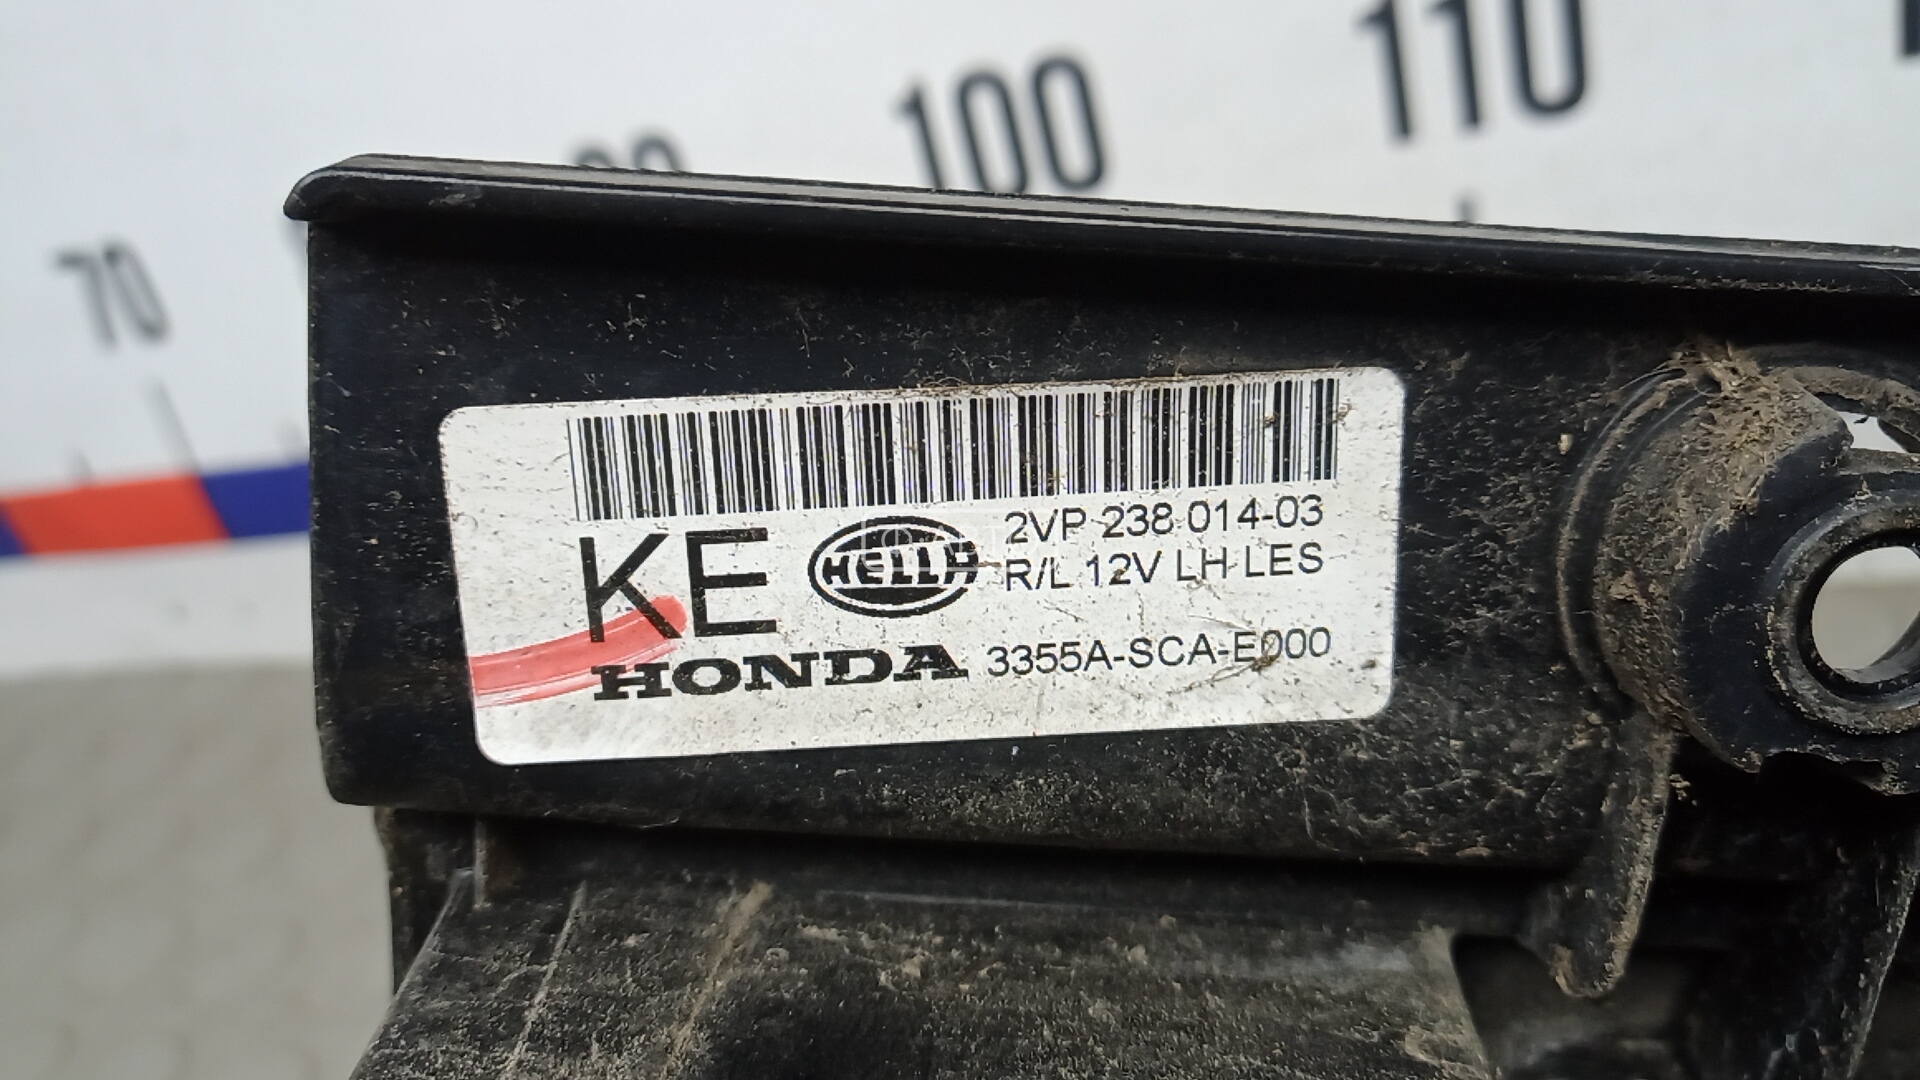 70
100
110
KE
HELLA
2VP 238 014-03
R/L 12V LH LES
HONDA 3355A-SCA-E000